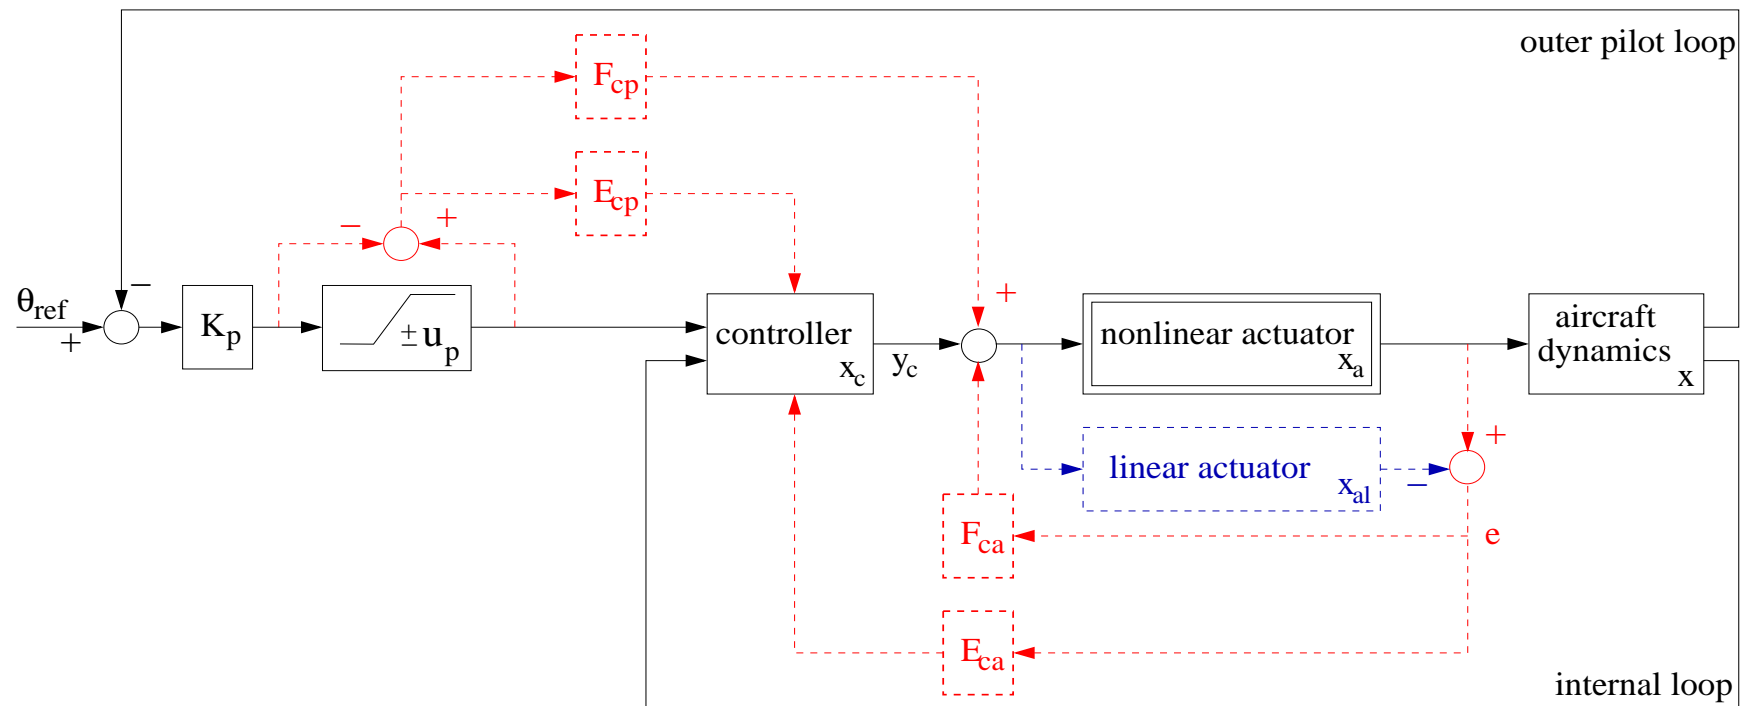 outer pilot loop
F_cp
E_cp
− +
− +
θ_ref
+
K_p
± u_p
controller
x_c
y_c
nonlinear actuator
x_a
aircraft
dynamics
x
+
linear actuator
x_al
−
F_ca
e
E_ca
internal loop